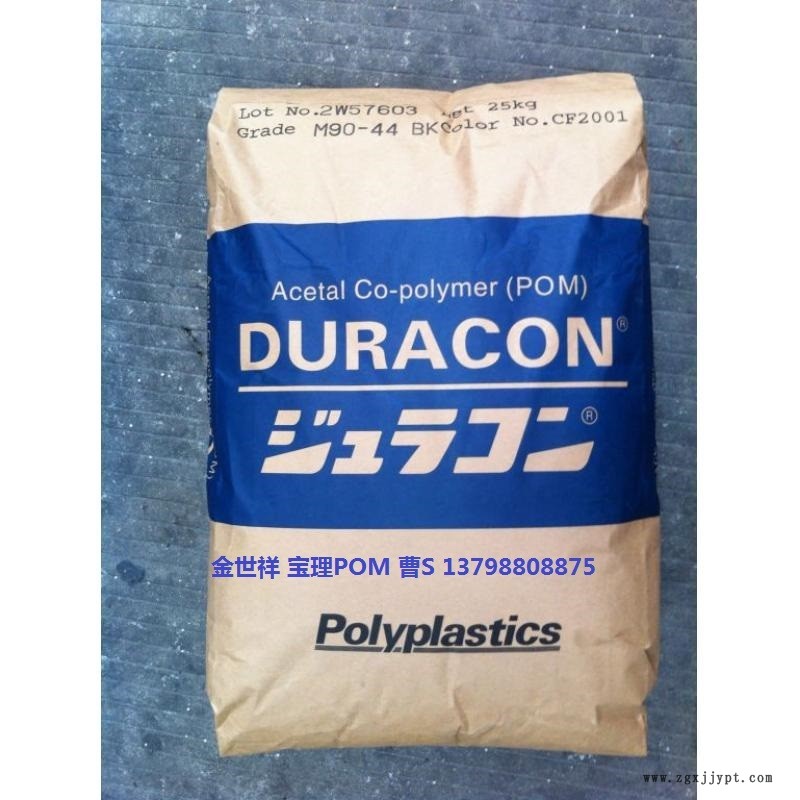 Lot No.2W57603 Net 25kg
Grade M90-44 BK Color No.CF2001
Acetal Co-polymer (POM)
DURACON®
ジュラコン®
金世祥 宝理POM 曹S 13798808875
Polyplastics
www.zgxjjypt.com